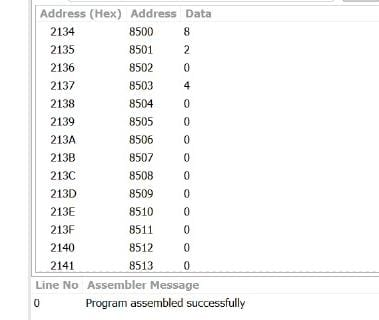 Address (Hex) Address Data
2134 8500 8
2135 8501 2
2136 8502 0
2137 8503 4
2138 8504 0
2139 8505 0
213A 8506 0
213B 8507 0
213C 8508 0
213D 8509 0
213E 8510 0
213F 8511 0
2140 8512 0
2141 8513 0
Line No Assembler Message
0 Program assembled successfully